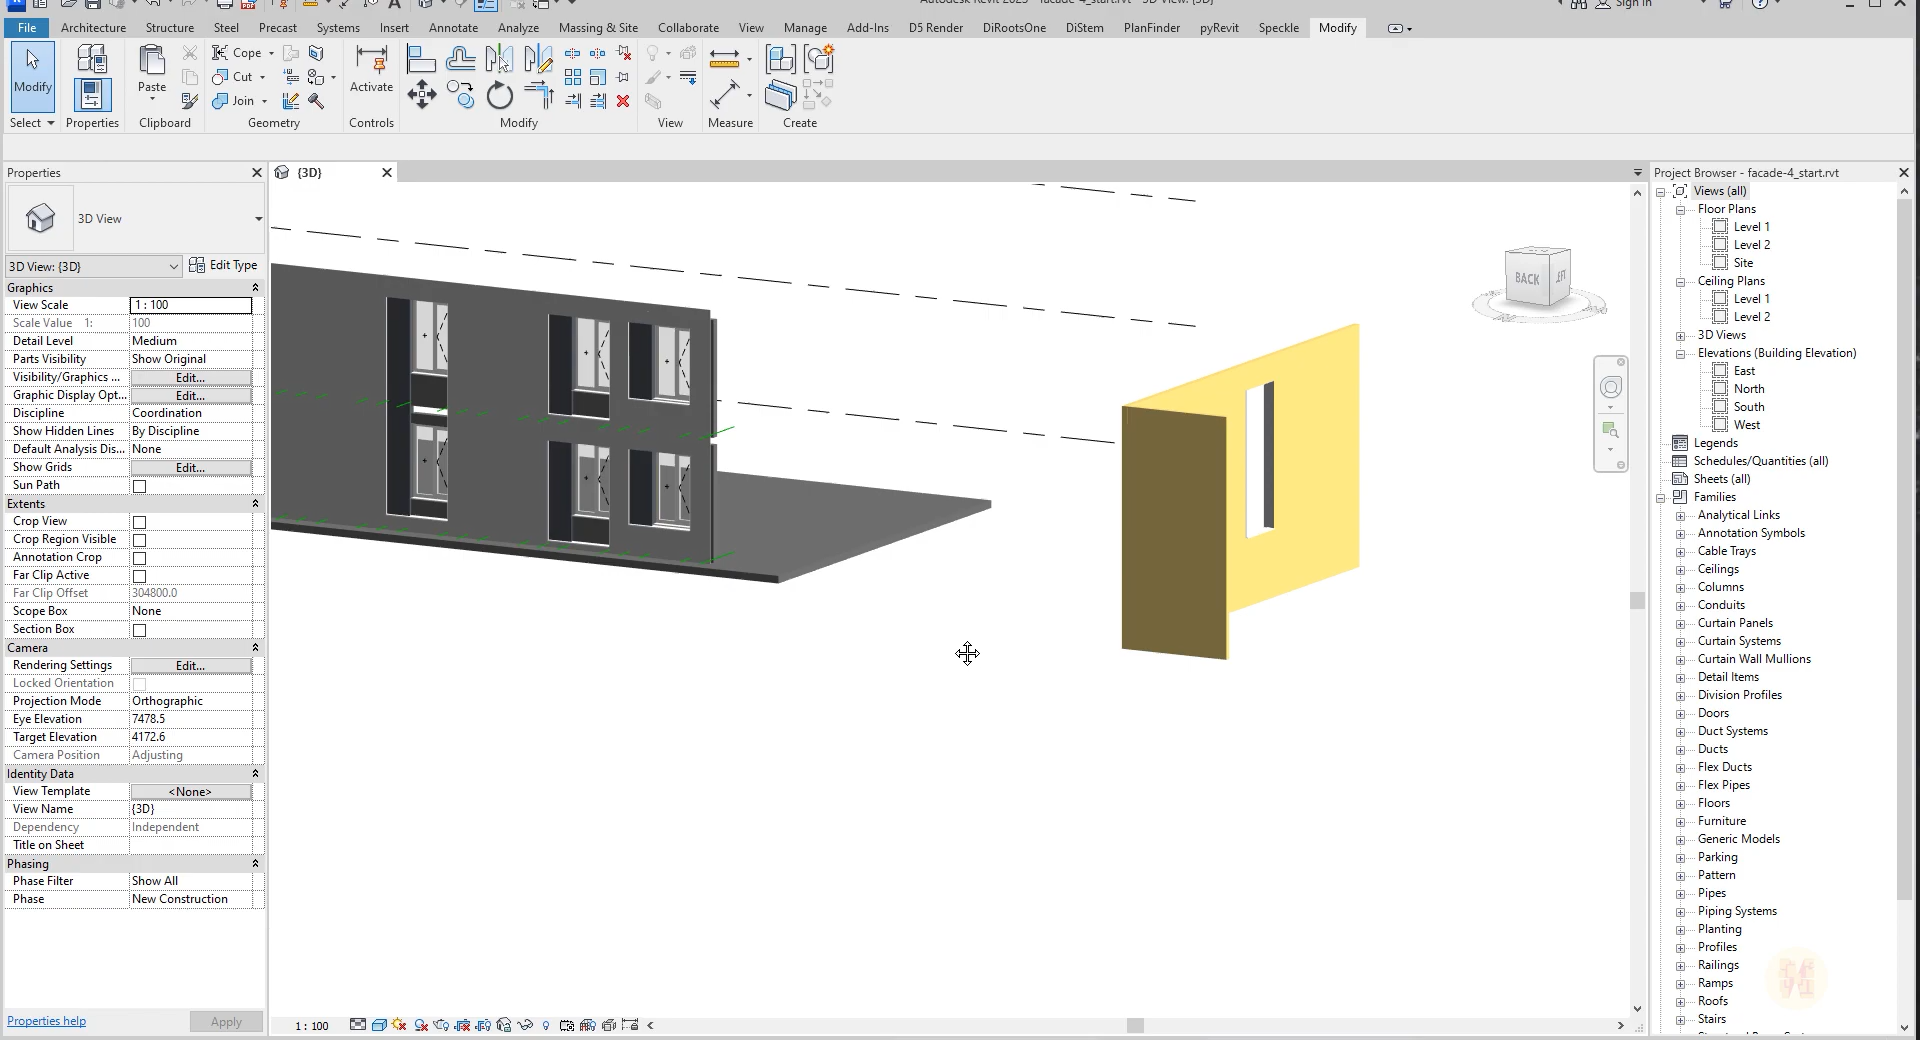 Autodesk Revit 2023 - facade-4_start.rvt - 3D View: {3D}
Sign In
File Architecture Structure Steel Precast Systems Insert Annotate Analyze Massing & Site Collaborate View Manage Add-Ins D5 Render DiRootsOne DiStem PlanFinder pyRevit Speckle Modify
Cope
Cut
Join
Modify
Paste
Activate
Select Properties Clipboard Geometry Controls Modify View Measure Create
Properties
{3D}
Project Browser - facade-4_start.rvt
3D View
3D View: {3D} Edit Type
Graphics
View Scale 1 : 100
Scale Value 1: 100
Detail Level Medium
Parts Visibility Show Original
Visibility/Graphics ... Edit...
Graphic Display Opt... Edit...
Discipline Coordination
Show Hidden Lines By Discipline
Default Analysis Dis... None
Show Grids Edit...
Sun Path
Extents
Crop View
Crop Region Visible
Annotation Crop
Far Clip Active
Far Clip Offset 304800.0
Scope Box None
Section Box
Camera
Rendering Settings Edit...
Locked Orientation
Projection Mode Orthographic
Eye Elevation 7478.5
Target Elevation 4172.6
Camera Position Adjusting
Identity Data
View Template <None>
View Name {3D}
Dependency Independent
Title on Sheet
Phasing
Phase Filter Show All
Phase New Construction
Properties help Apply
BACK
1 : 100
Views (all)
Floor Plans
Level 1
Level 2
Site
Ceiling Plans
Level 1
Level 2
3D Views
Elevations (Building Elevation)
East
North
South
West
Legends
Schedules/Quantities (all)
Sheets (all)
Families
Analytical Links
Annotation Symbols
Cable Trays
Ceilings
Columns
Conduits
Curtain Panels
Curtain Systems
Curtain Wall Mullions
Detail Items
Division Profiles
Doors
Duct Systems
Ducts
Flex Ducts
Flex Pipes
Floors
Furniture
Generic Models
Parking
Pattern
Pipes
Piping Systems
Planting
Profiles
Railings
Ramps
Roofs
Stairs